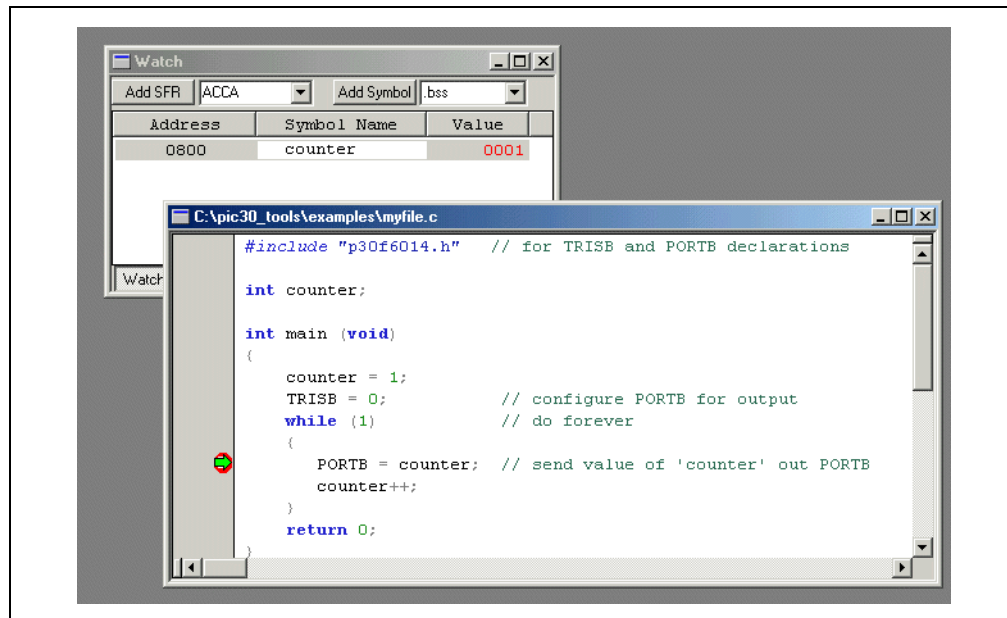 Watch
Add SFR ACCA Add Symbol .bss
Address Symbol Name Value
0800 counter 0001
Watch
C:\pic30_tools\examples\myfile.c
#include "p30f6014.h" // for TRISB and PORTB declarations
int counter;
int main (void)
{
counter = 1;
TRISB = 0; // configure PORTB for output
while (1) // do forever
{
PORTB = counter; // send value of 'counter' out PORTB
counter++;
}
return 0;
}